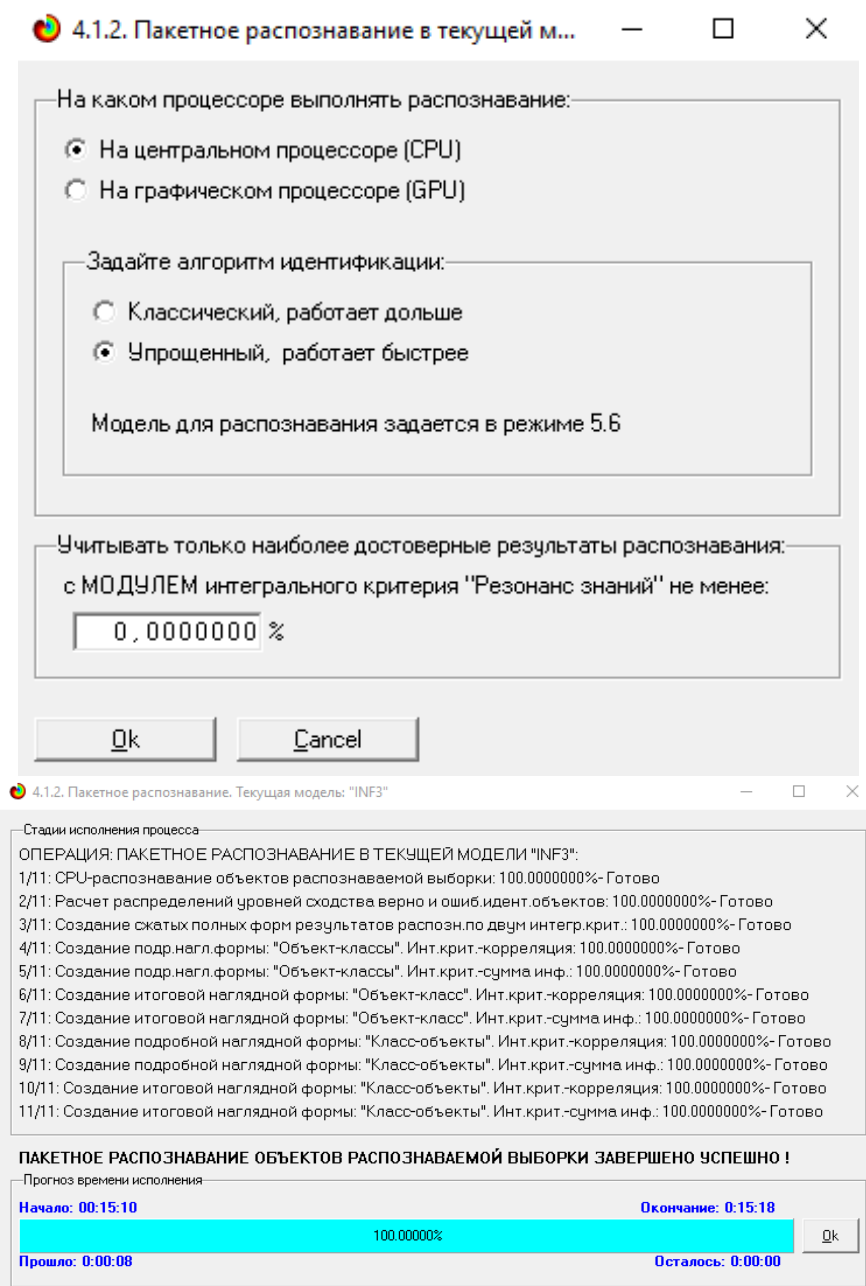 4.1.2. Пакетное распознавание в текущей м...
На каком процессоре выполнять распознавание:
На центральном процессоре (CPU)
На графическом процессоре (GPU)
Задайте алгоритм идентификации:
Классический, работает дольше
Упрощенный, работает быстрее
Модель для распознавания задается в режиме 5.6
Учитывать только наиболее достоверные результаты распознавания:
с МОДУЛЕМ интегрального критерия "Резонанс знаний" не менее:
0,0000000 %
Ok Cancel
4.1.2. Пакетное распознавание. Текущая модель: "INF3"
Стадии исполнения процесса
ОПЕРАЦИЯ: ПАКЕТНОЕ РАСПОЗНАВАНИЕ В ТЕКУЩЕЙ МОДЕЛИ "INF3":
1/11: CPU-распознавание объектов распознаваемой выборки: 100.0000000%- Готово
2/11: Расчет распределений уровней сходства верно и ошиб.идент.объектов: 100.0000000%- Готово
3/11: Создание сжатых полных форм результатов распозн.по двум интегр.крит.: 100.0000000%- Готово
4/11: Создание подр.нагл.формы: "Объект-классы". Инт.крит.-корреляция: 100.0000000%- Готово
5/11: Создание подр.нагл.формы: "Объект-классы". Инт.крит.-сумма инф.: 100.0000000%- Готово
6/11: Создание итоговой наглядной формы: "Объект-класс". Инт.крит.-корреляция: 100.0000000%- Готово
7/11: Создание итоговой наглядной формы: "Объект-класс". Инт.крит.-сумма инф.: 100.0000000%- Готово
8/11: Создание подробной наглядной формы: "Класс-объекты". Инт.крит.-корреляция: 100.0000000%- Готово
9/11: Создание подробной наглядной формы: "Класс-объекты". Инт.крит.-сумма инф.: 100.0000000%- Готово
10/11: Создание итоговой наглядной формы: "Класс-объекты". Инт.крит.-корреляция: 100.0000000%- Готово
11/11: Создание итоговой наглядной формы: "Класс-объекты". Инт.крит.-сумма инф.: 100.0000000%- Готово
ПАКЕТНОЕ РАСПОЗНАВАНИЕ ОБЪЕКТОВ РАСПОЗНАВАЕМОЙ ВЫБОРКИ ЗАВЕРШЕНО УСПЕШНО !
Прогноз времени исполнения
Начало: 00:15:10 Окончание: 0:15:18
100.00000% Ok
Прошло: 0:00:08 Осталось: 0:00:00